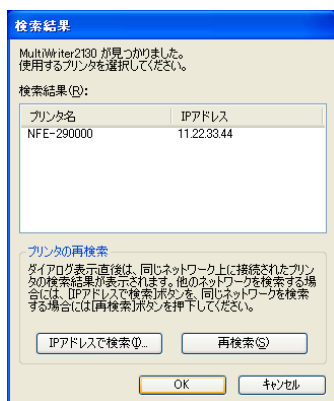 検索結果
MultiWriter2130 が見つかりました。
使用するプリンタを選択してください。
検索結果(R):
プリンタ名 IPアドレス
NFE-290000 11.22.33.44
プリンタの再検索
ダイアログ表示直後は、同じネットワーク上に接続されたプリン
タの検索結果が表示されます。他のネットワークを検索する場
合には、[IPアドレスで検索]ボタンを、同じネットワークを検索
する場合には[再検索]ボタンを押下してください。
IPアドレスで検索(I)... 再検索(S)
OK キャンセル